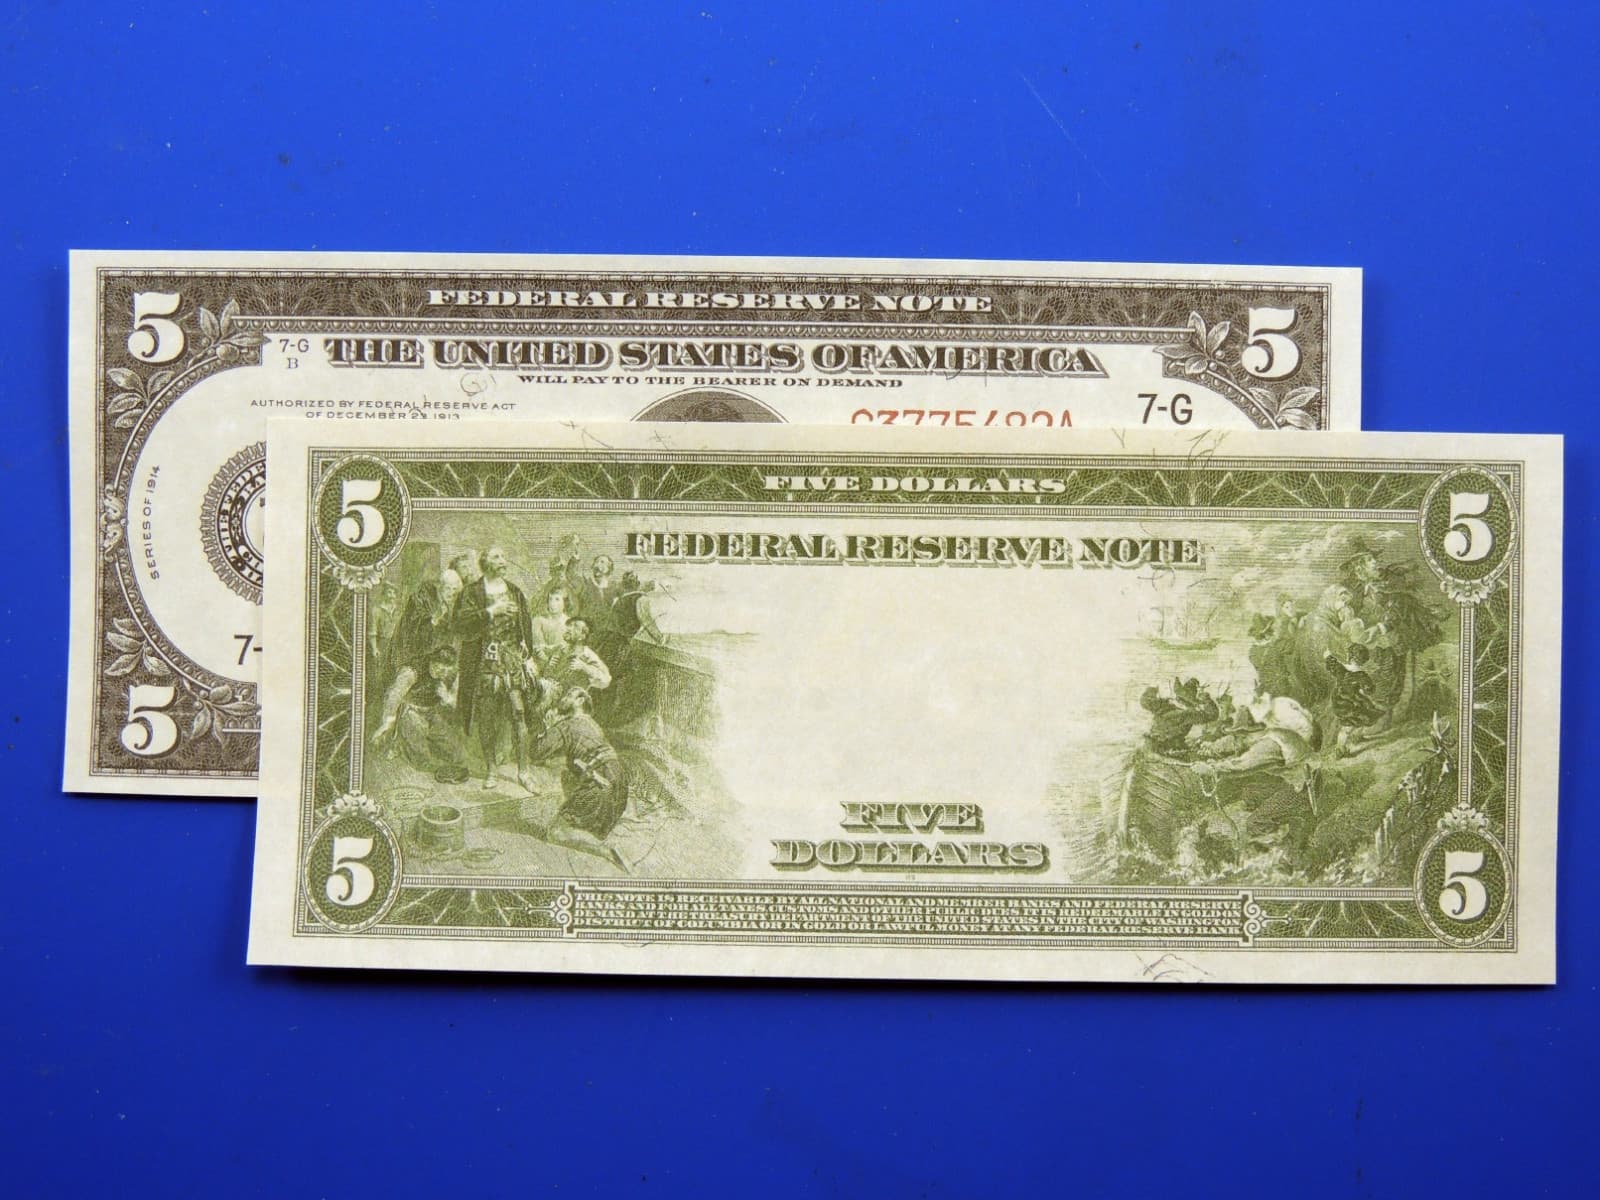 5 FEDERAL RESERVE NOTE 5
7-G THE UNITED STATES OF AMERICA
B WILL PAY TO THE BEARER ON DEMAND
AUTHORIZED BY FEDERAL RESERVE ACT
OF DECEMBER 23, 1913
7-G
SERIES OF 1914
7-
5
5 FIVE DOLLARS 5
FEDERAL RESERVE NOTE
FIVE
DOLLARS
5 5
THIS NOTE IS RECEIVABLE BY ALL NATIONAL AND MEMBER BANKS AND FEDERAL RESERVE
BANKS AND FOR ALL TAXES, CUSTOMS AND OTHER PUBLIC DUES. IT IS REDEEMABLE IN GOLD ON
DEMAND AT THE TREASURY DEPARTMENT OF THE UNITED STATES IN THE CITY OF WASHINGTON,
DISTRICT OF COLUMBIA OR IN GOLD OR LAWFUL MONEY AT ANY FEDERAL RESERVE BANK.